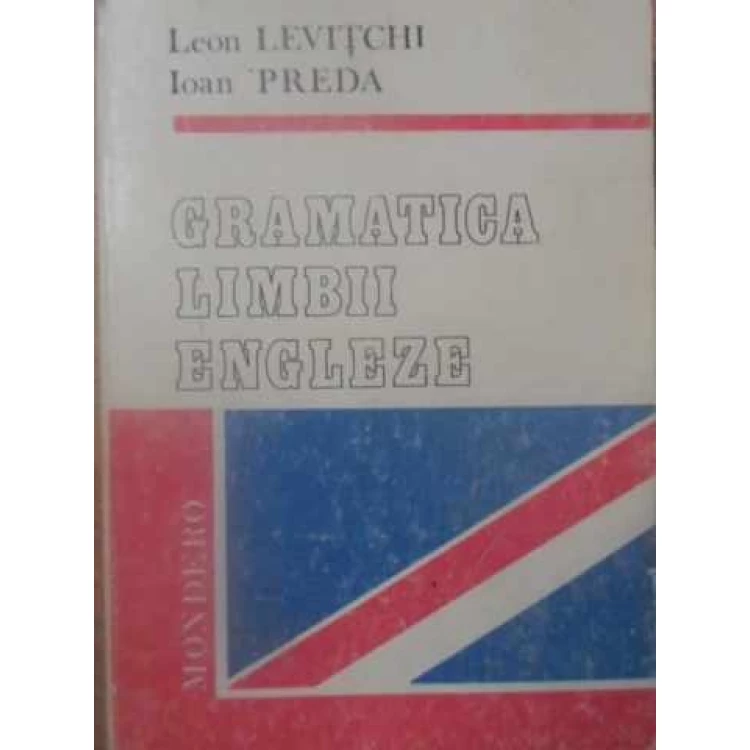 Leon LEVIȚCHI
Ioan PREDA
GRAMATICA
LIMBII
ENGLEZE
MONDERO